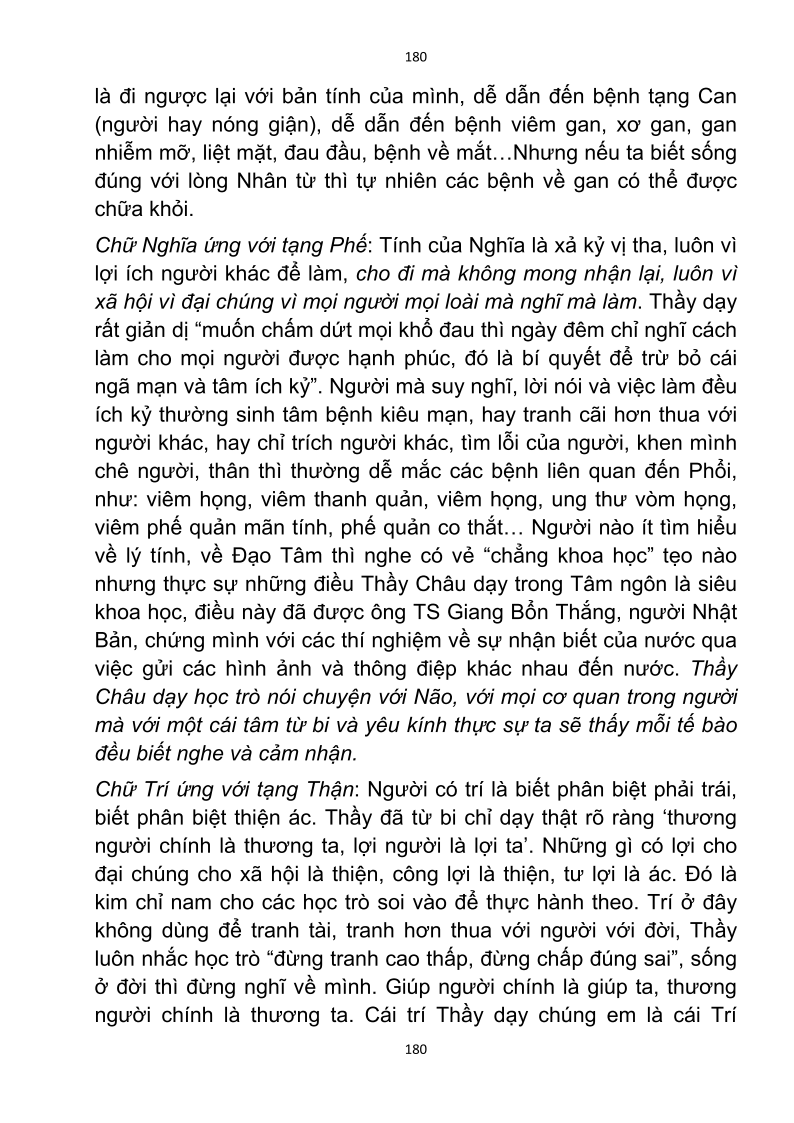 180
là đi ngược lại với bản tính của mình, dễ dẫn đến bệnh tạng Can
(người hay nóng giận), dễ dẫn đến bệnh viêm gan, xơ gan, gan
nhiễm mỡ, liệt mặt, đau đầu, bệnh về mắt…Nhưng nếu ta biết sống
đúng với lòng Nhân từ thì tự nhiên các bệnh về gan có thể được
chữa khỏi.
Chữ Nghĩa ứng với tạng Phế: Tính của Nghĩa là xả kỷ vị tha, luôn vì
lợi ích người khác để làm, cho đi mà không mong nhận lại, luôn vì
xã hội vì đại chúng vì mọi người mọi loài mà nghĩ mà làm. Thầy dạy
rất giản dị “muốn chấm dứt mọi khổ đau thì ngày đêm chỉ nghĩ cách
làm cho mọi người được hạnh phúc, đó là bí quyết để trừ bỏ cái
ngã mạn và tâm ích kỷ”. Người mà suy nghĩ, lời nói và việc làm đều
ích kỷ thường sinh tâm bệnh kiêu mạn, hay tranh cãi hơn thua với
người khác, hay chỉ trích người khác, tìm lỗi của người, khen mình
chê người, thân thì thường dễ mắc các bệnh liên quan đến Phổi,
như: viêm họng, viêm thanh quản, viêm họng, ung thư vòm họng,
viêm phế quản mãn tính, phế quản co thắt… Người nào ít tìm hiểu
về lý tính, về Đạo Tâm thì nghe có vẻ “chẳng khoa học” tẹo nào
nhưng thực sự những điều Thầy Châu dạy trong Tâm ngôn là siêu
khoa học, điều này đã được ông TS Giang Bổn Thắng, người Nhật
Bản, chứng mình với các thí nghiệm về sự nhận biết của nước qua
việc gửi các hình ảnh và thông điệp khác nhau đến nước. Thầy
Châu dạy học trò nói chuyện với Não, với mọi cơ quan trong người
mà với một cái tâm từ bi và yêu kính thực sự ta sẽ thấy mỗi tế bào
đều biết nghe và cảm nhận.
Chữ Trí ứng với tạng Thận: Người có trí là biết phân biệt phải trái,
biết phân biệt thiện ác. Thầy đã từ bi chỉ dạy thật rõ ràng ‘thương
người chính là thương ta, lợi người là lợi ta’. Những gì có lợi cho
đại chúng cho xã hội là thiện, công lợi là thiện, tư lợi là ác. Đó là
kim chỉ nam cho các học trò soi vào để thực hành theo. Trí ở đây
không dùng để tranh tài, tranh hơn thua với người với đời, Thầy
luôn nhắc học trò “đừng tranh cao thấp, đừng chấp đúng sai”, sống
ở đời thì đừng nghĩ về mình. Giúp người chính là giúp ta, thương
người chính là thương ta. Cái trí Thầy dạy chúng em là cái Trí
180